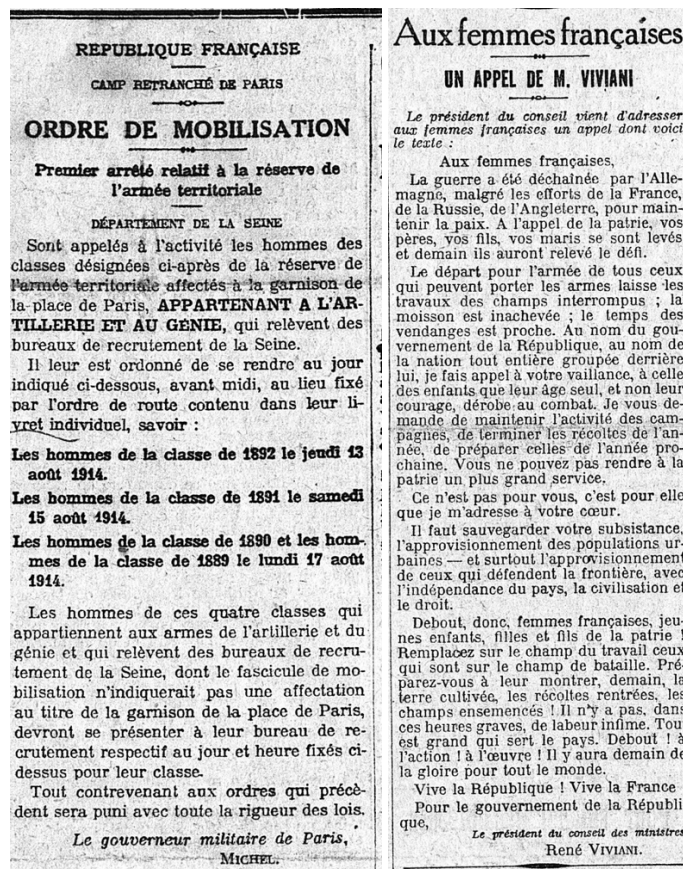 RÉPUBLIQUE FRANÇAISE
CAMP RETRANCHÉ DE PARIS
ORDRE DE MOBILISATION
Premier arrêté relatif à la réserve de
l'armée territoriale
DÉPARTEMENT DE LA SEINE
Sont appelés à l'activité les hommes des
classes désignées ci-après de la réserve de
l'armée territoriale affectés à la garnison de
la place de Paris, APPARTENANT A L'AR-
TILLERIE ET AU GÉNIE, qui relèvent des
bureaux de recrutement de la Seine.
Il leur est ordonné de se rendre au jour
indiqué ci-dessous, avant midi, au lieu fixé
par l'ordre de route contenu dans leur li-
vret individuel, savoir :
Les hommes de la classe de 1892 le jeudi 13
août 1914.
Les hommes de la classe de 1891 le samedi
15 août 1914.
Les hommes de la classe de 1890 et les hom-
mes de la classe de 1889 le lundi 17 août
1914.
Les hommes de ces quatre classes qui
appartiennent aux armes de l'artillerie et du
génie et qui relèvent des bureaux de recru-
tement de la Seine, dont le fascicule de mo-
bilisation n'indiquerait pas une affectation
au titre de la garnison de la place de Paris,
devront se présenter à leur bureau de re-
crutement respectif au jour et heure fixés ci-
dessus pour leur classe.
Tout contrevenant aux ordres qui précè-
dent sera puni avec toute la rigueur des lois.
Le gouverneur militaire de Paris,
MICHEL.
Aux femmes françaises
UN APPEL DE M. VIVIANI
Le président du conseil vient d'adresser
aux femmes françaises un appel dont voici
le texte :
Aux femmes françaises,
La guerre a été déchaînée par l'Alle-
magne, malgré les efforts de la France,
de la Russie, de l'Angleterre, pour main-
tenir la paix. A l'appel de la patrie, vos
pères, vos fils, vos maris se sont levés
et demain ils auront relevé le défi.
Le départ pour l'armée de tous ceux
qui peuvent porter les armes laisse les
travaux des champs interrompus ; la
moisson est inachevée ; le temps des
vendanges est proche. Au nom du gou-
vernement de la République, au nom de
la nation tout entière groupée derrière
lui, je fais appel à votre vaillance, à celle
des enfants que leur âge seul, et non leur
courage, dérobe au combat. Je vous de-
mande de maintenir l'activité des cam-
pagnes, de terminer les récoltes de l'an-
née, de préparer celles de l'année pro-
chaine. Vous ne pouvez pas rendre à la
patrie un plus grand service.
Ce n'est pas pour vous, c'est pour elle
que je m'adresse à votre cœur.
Il faut sauvegarder votre subsistance,
l'approvisionnement des populations ur-
baines — et surtout l'approvisionnement
de ceux qui défendent la frontière, avec
l'indépendance du pays, la civilisation et
le droit.
Debout, donc, femmes françaises, jeu-
nes enfants, filles et fils de la patrie !
Remplacez sur le champ du travail ceux
qui sont sur le champ de bataille. Pré-
parez-vous à leur montrer, demain, la
terre cultivée, les récoltes rentrées, les
champs ensemencés ! Il n'y a pas, dans
ces heures graves, de labeur infime. Tout
est grand qui sert le pays. Debout ! à
l'action ! à l'œuvre ! Il y aura demain de
la gloire pour tout le monde.
Vive la République ! Vive la France
Pour le gouvernement de la Républi
que,
Le président du conseil des ministres
René VIVIANI.